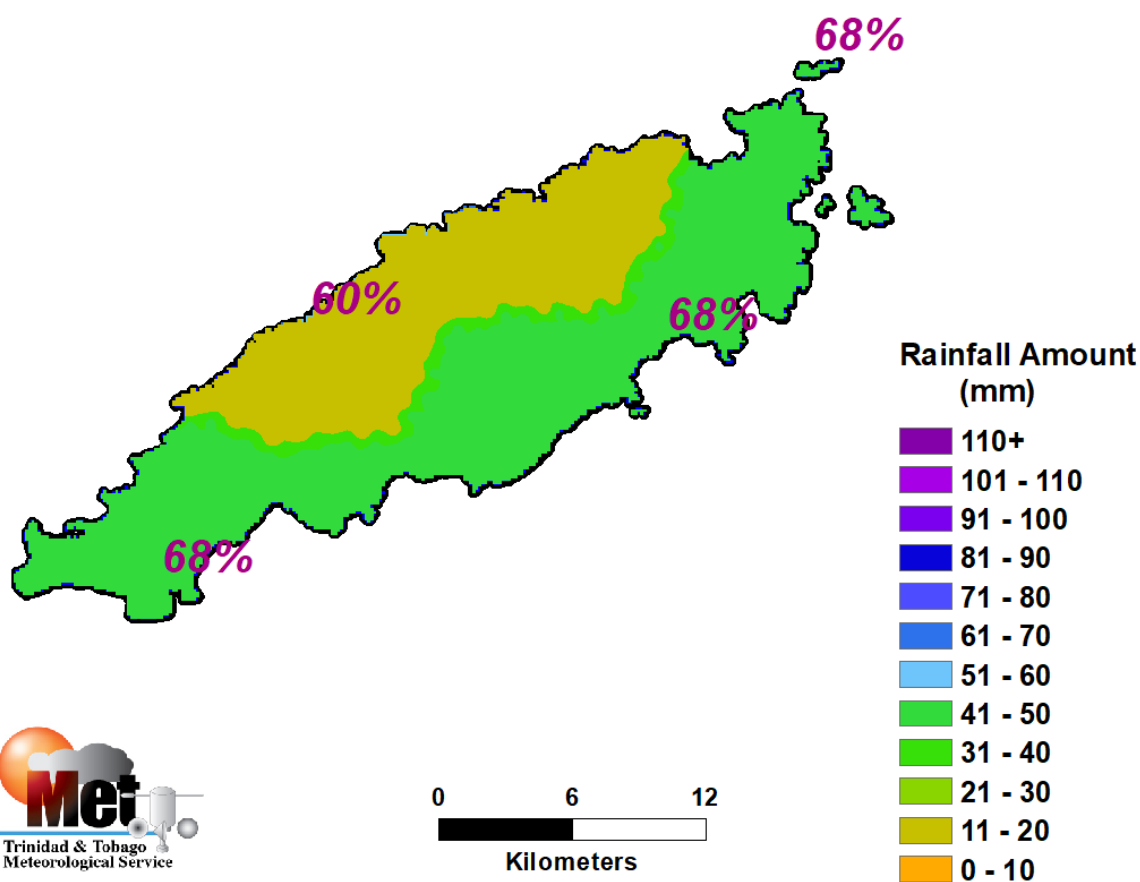 68%
60%
68%
68%
Rainfall Amount
(mm)
110+
101 - 110
91 - 100
81 - 90
71 - 80
61 - 70
51 - 60
41 - 50
31 - 40
21 - 30
11 - 20
0 - 10
Met
Trinidad & Tobago
Meteorological Service
0 6 12
Kilometers